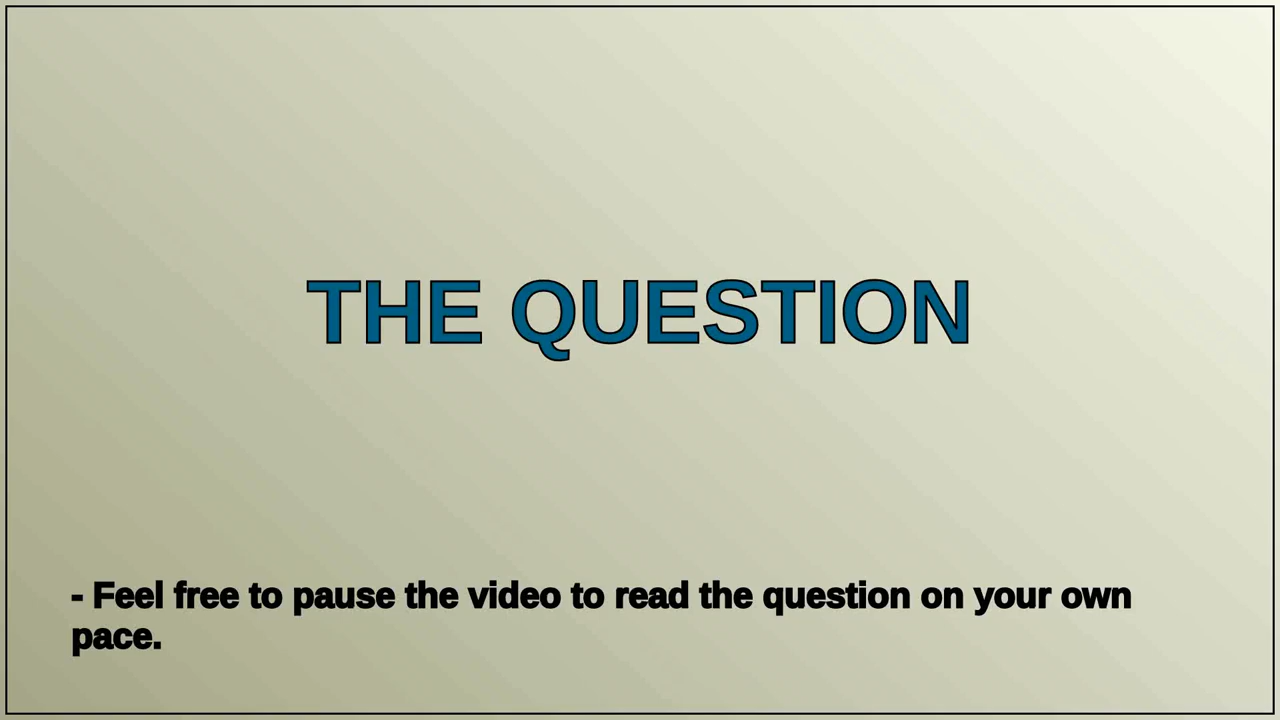 THE QUESTION
- Feel free to pause the video to read the question on your own
pace.